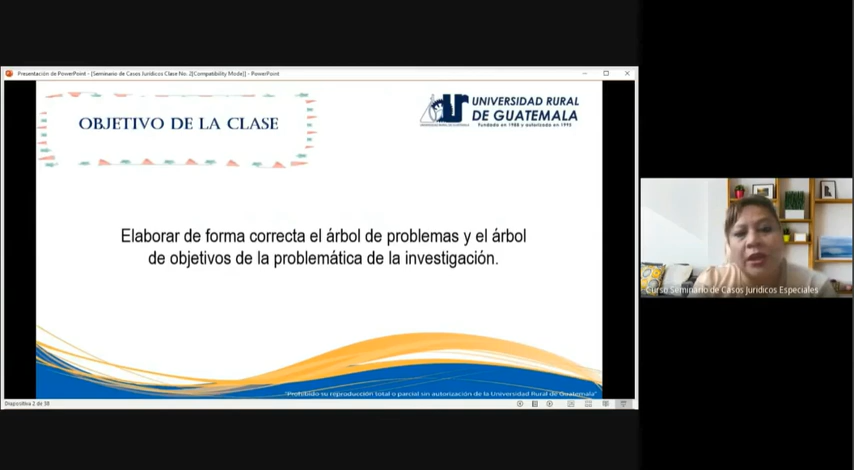 Presentación de PowerPoint - [Seminario de Casos Jurídicos Clase No. 2[Compatibility Mode]] - PowerPoint
OBJETIVO DE LA CLASE
UNIVERSIDAD RURAL
DE GUATEMALA
Fundada en 1988 y autorizada en 1995
Elaborar de forma correcta el árbol de problemas y el árbol
de objetivos de la problemática de la investigación.
"Prohibido su reproducción total o parcial sin autorización de la Universidad Rural de Guatemala"
Diapositiva 2 de 38
Curso Seminario de Casos Juridicos Especiales